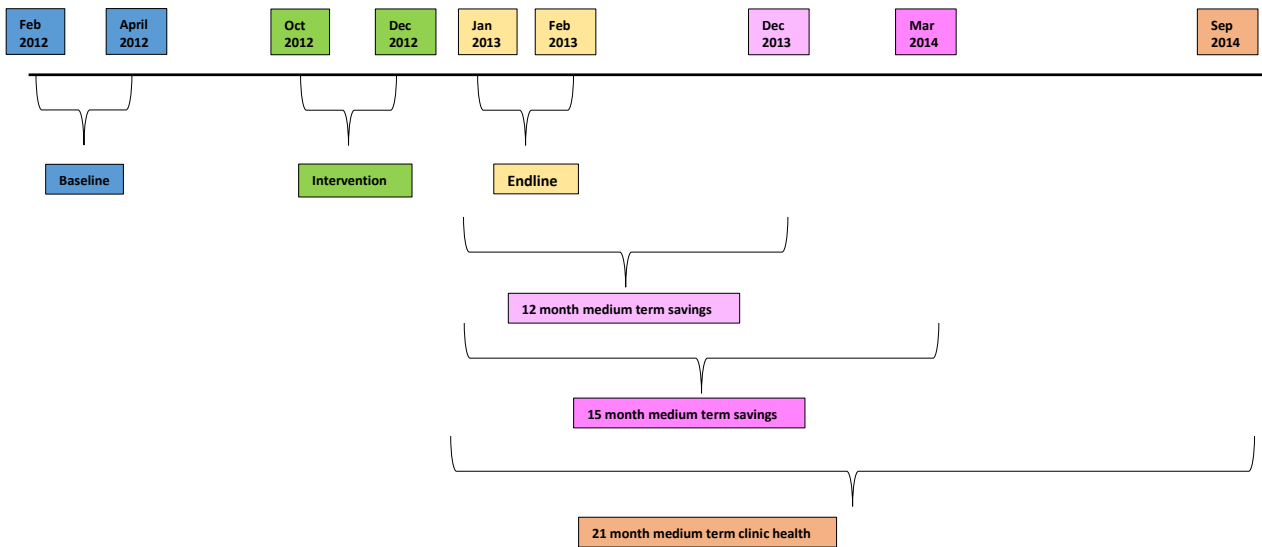 Feb
2012
April
2012
Oct
2012
Dec
2012
Jan
2013
Feb
2013
Dec
2013
Mar
2014
Sep
2014
Baseline
Intervention
Endline
12 month medium term savings
15 month medium term savings
21 month medium term clinic health